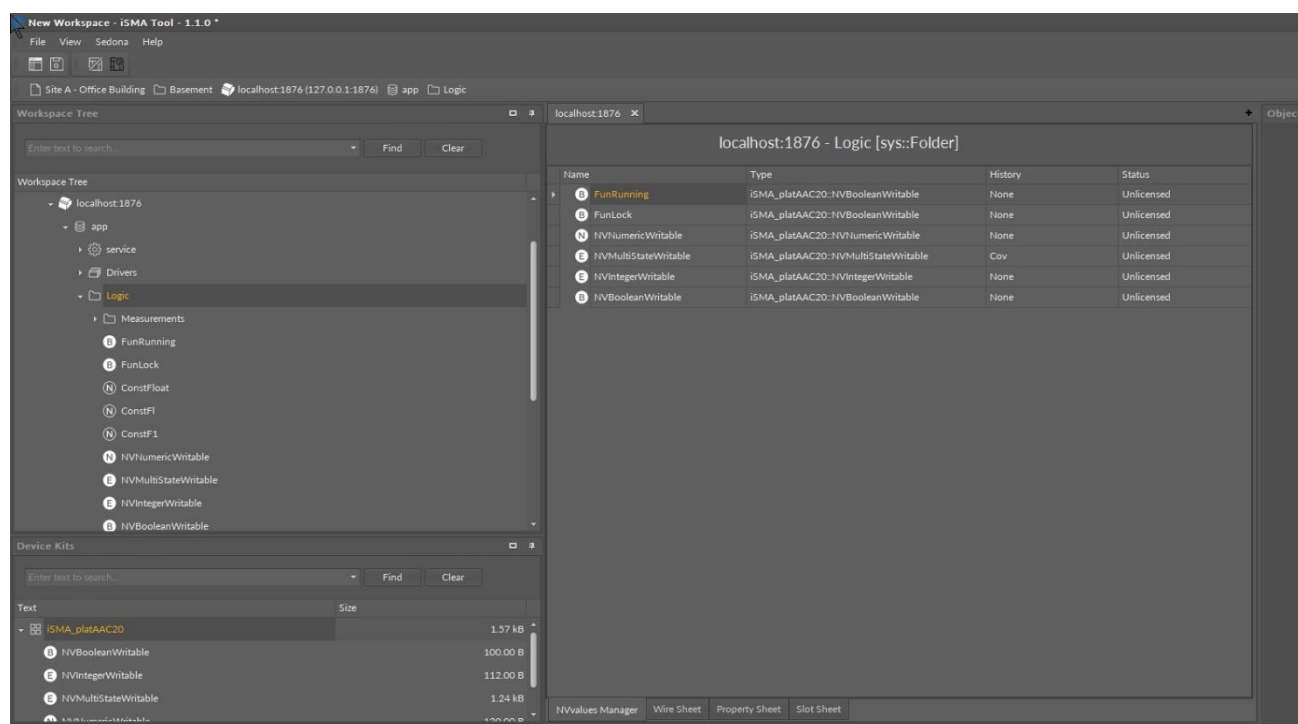 New Workspace - iSMA Tool - 1.1.0 *
File View Sedona Help
Site A - Office Building Basement localhost:1876 (127.0.0.1:1876) app Logic
Workspace Tree
Enter text to search...
Find Clear
Workspace Tree
localhost:1876
app
service
Drivers
Logic
Measurements
B FunRunning
B FunLock
N ConstFloat
N ConstFl
N ConstF1
N NVNumericWritable
E NVMultiStateWritable
E NVIntegerWritable
B NVBooleanWritable
Device Kits
Enter text to search...
Find Clear
Text Size
iSMA_platAAC20 1.57 kB
B NVBooleanWritable 100.00 B
E NVIntegerWritable 112.00 B
E NVMultiStateWritable 1.24 kB
N NVNumericWritable 120.00 B
localhost:1876
Objec
localhost:1876 - Logic [sys::Folder]
Name Type History Status
B FunRunning iSMA_platAAC20::NVBooleanWritable None Unlicensed
B FunLock iSMA_platAAC20::NVBooleanWritable None Unlicensed
N NVNumericWritable iSMA_platAAC20::NVNumericWritable None Unlicensed
E NVMultiStateWritable iSMA_platAAC20::NVMultiStateWritable Cov Unlicensed
E NVIntegerWritable iSMA_platAAC20::NVIntegerWritable None Unlicensed
B NVBooleanWritable iSMA_platAAC20::NVBooleanWritable None Unlicensed
NVvalues Manager Wire Sheet Property Sheet Slot Sheet